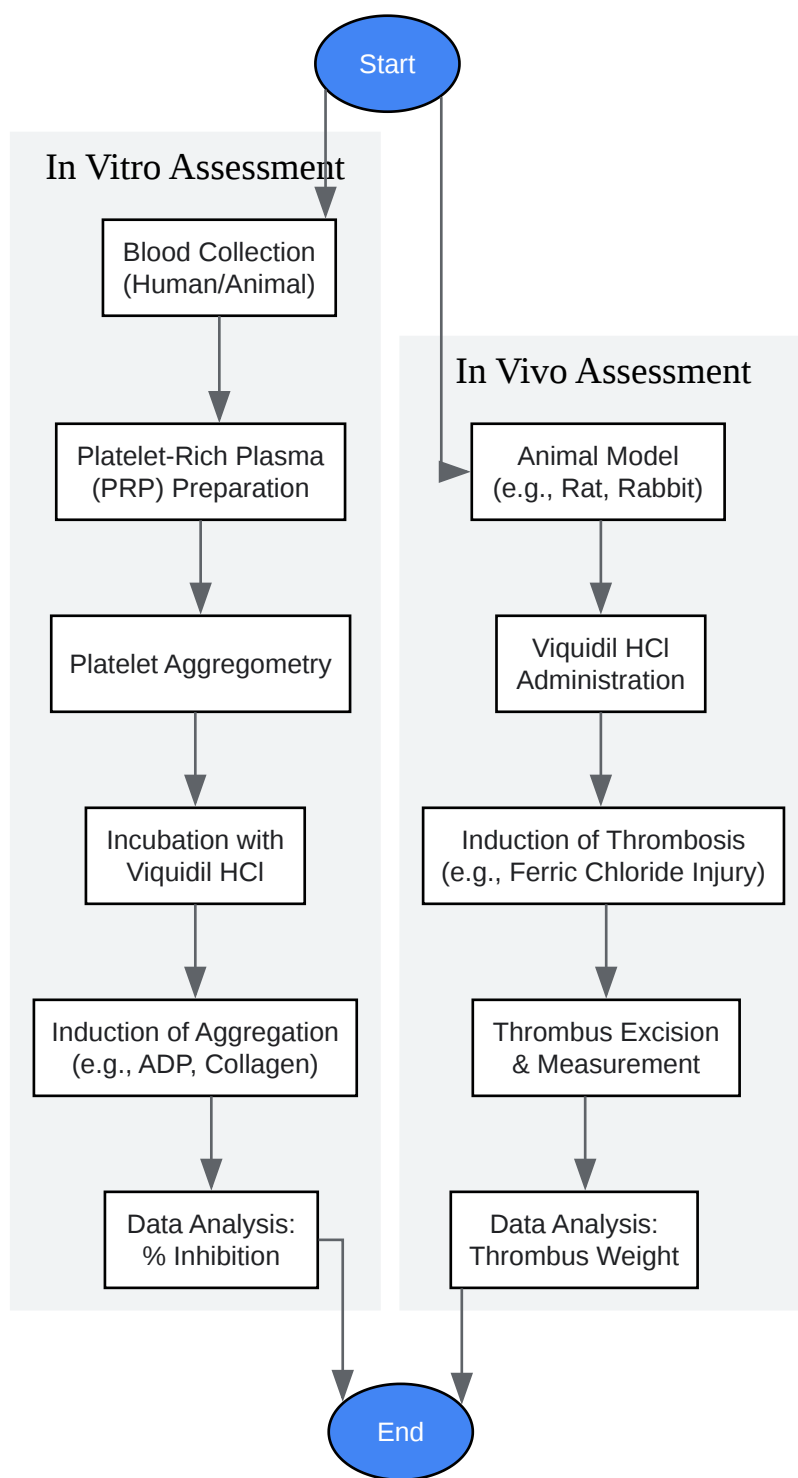 Start
In Vitro Assessment
Blood Collection
(Human/Animal)
Platelet-Rich Plasma
(PRP) Preparation
Platelet Aggregometry
Incubation with
Viquidil HCl
Induction of Aggregation
(e.g., ADP, Collagen)
Data Analysis:
% Inhibition
In Vivo Assessment
Animal Model
(e.g., Rat, Rabbit)
Viquidil HCl
Administration
Induction of Thrombosis
(e.g., Ferric Chloride Injury)
Thrombus Excision
& Measurement
Data Analysis:
Thrombus Weight
End